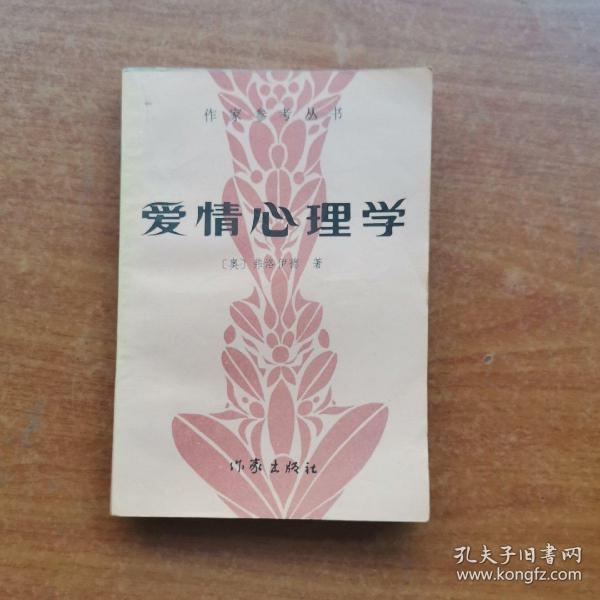 作家参考丛书
爱情心理学
〔奥〕弗洛伊德 著
作家出版社
孔夫子旧书网
www.kongfz.com